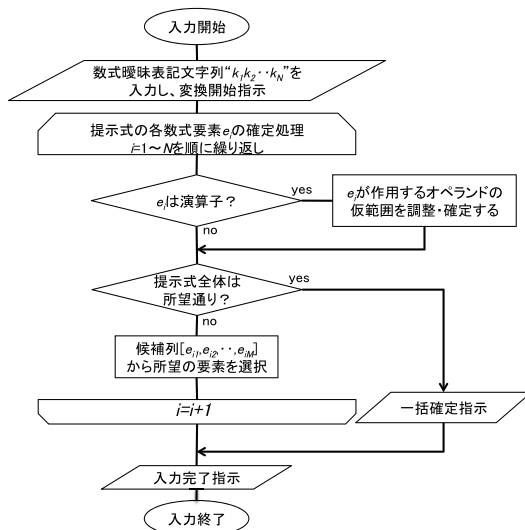 入力開始
数式曖昧表記文字列“k1k2‥kN”を
入力し、変換開始指示
提示式の各数式要素eiの確定処理
i=1～Nを順に繰り返し
eiは演算子？
yes
eiが作用するオペランドの
仮範囲を調整・確定する
no
提示式全体は
所望通り？
yes
no
候補列[ei1,ei2,‥,eiM]
から所望の要素を選択
i=i+1
一括確定指示
入力完了指示
入力終了